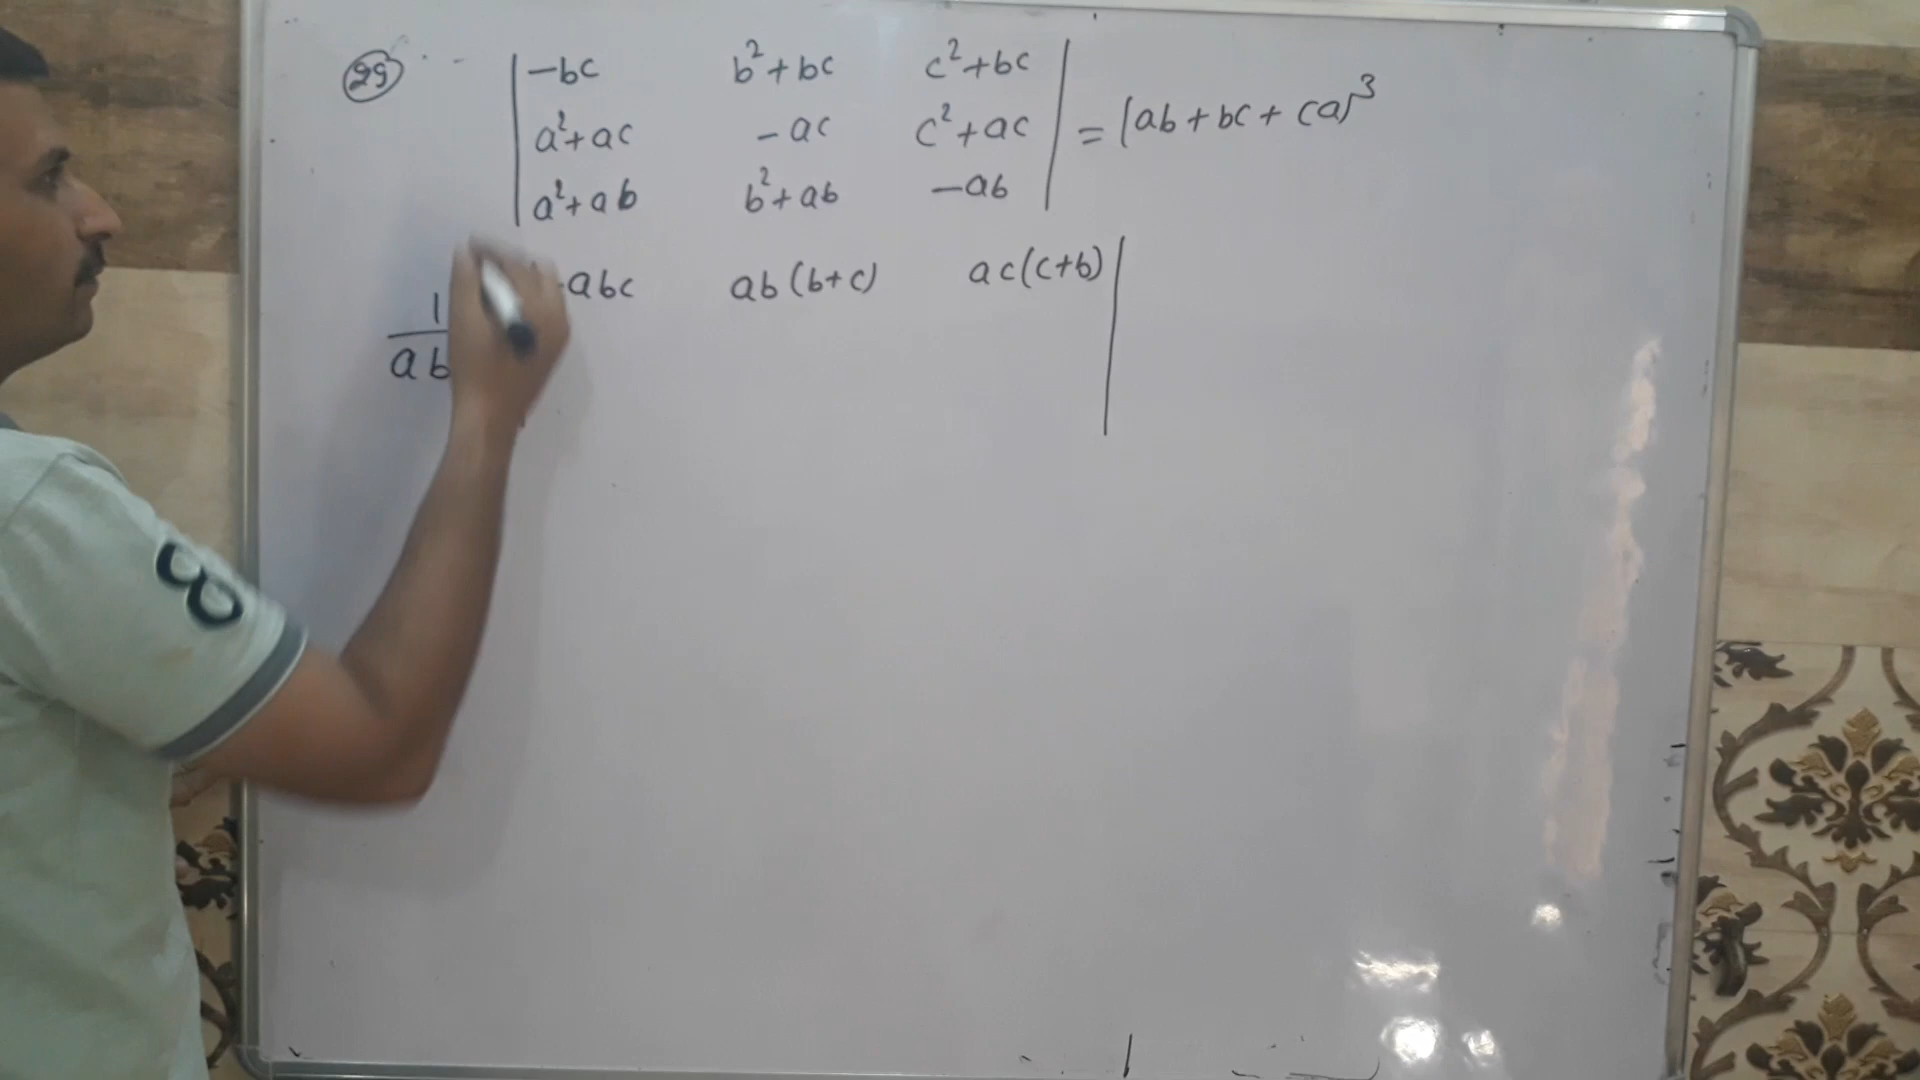 29
-bc b²+bc c²+bc
a²+ac -ac c²+ac = (ab+bc+ca)³
a²+ab b²+ab -ab
1 abc ab(b+c) ac(c+b)
ab
8